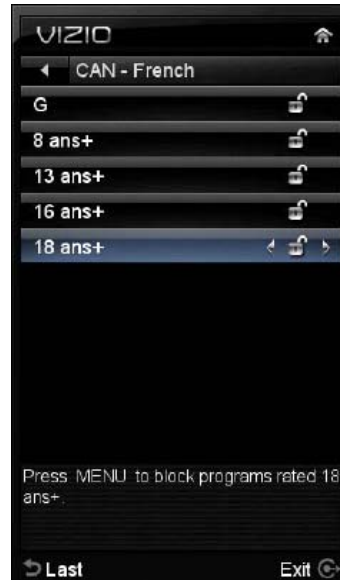 VIZIO
CAN - French
G
8 ans+
13 ans+
16 ans+
18 ans+
Press MENU to block programs rated 18
ans+.
Last
Exit